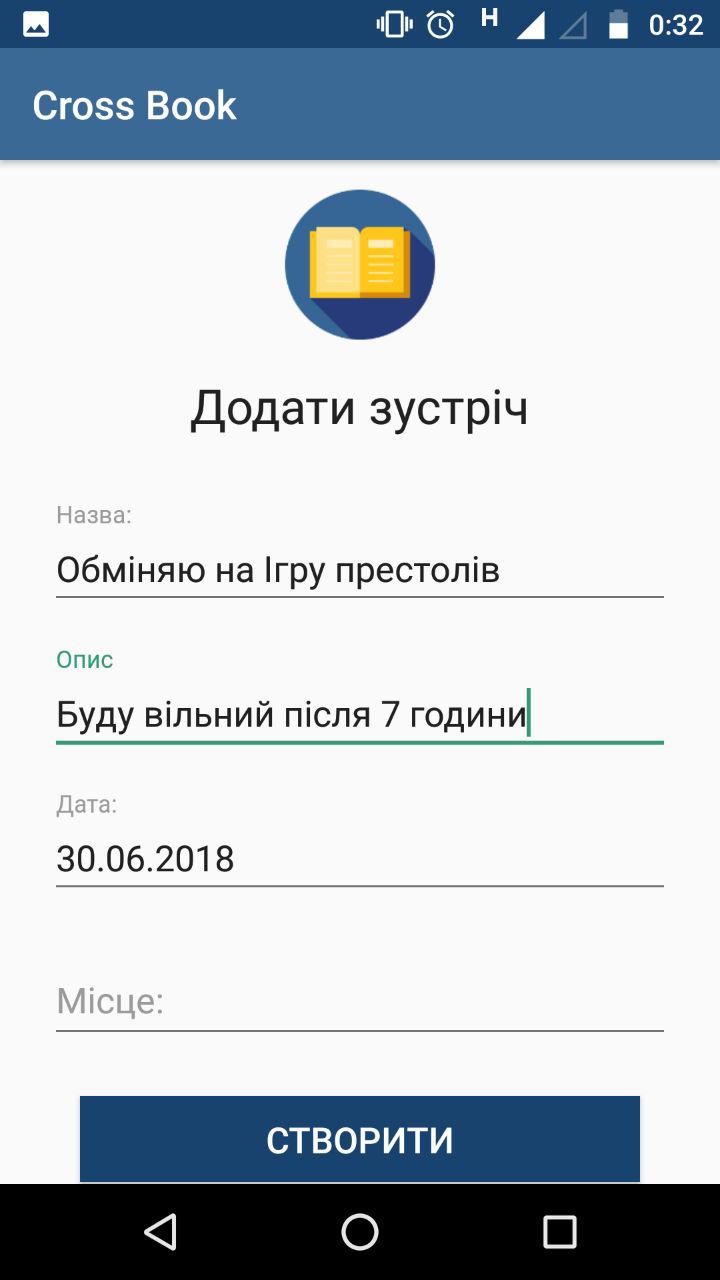 H 0:32
Cross Book
Додати зустріч
Назва:
Обміняю на Ігру престолів
Опис
Буду вільний після 7 години
Дата:
30.06.2018
Місце:
СТВОРИТИ